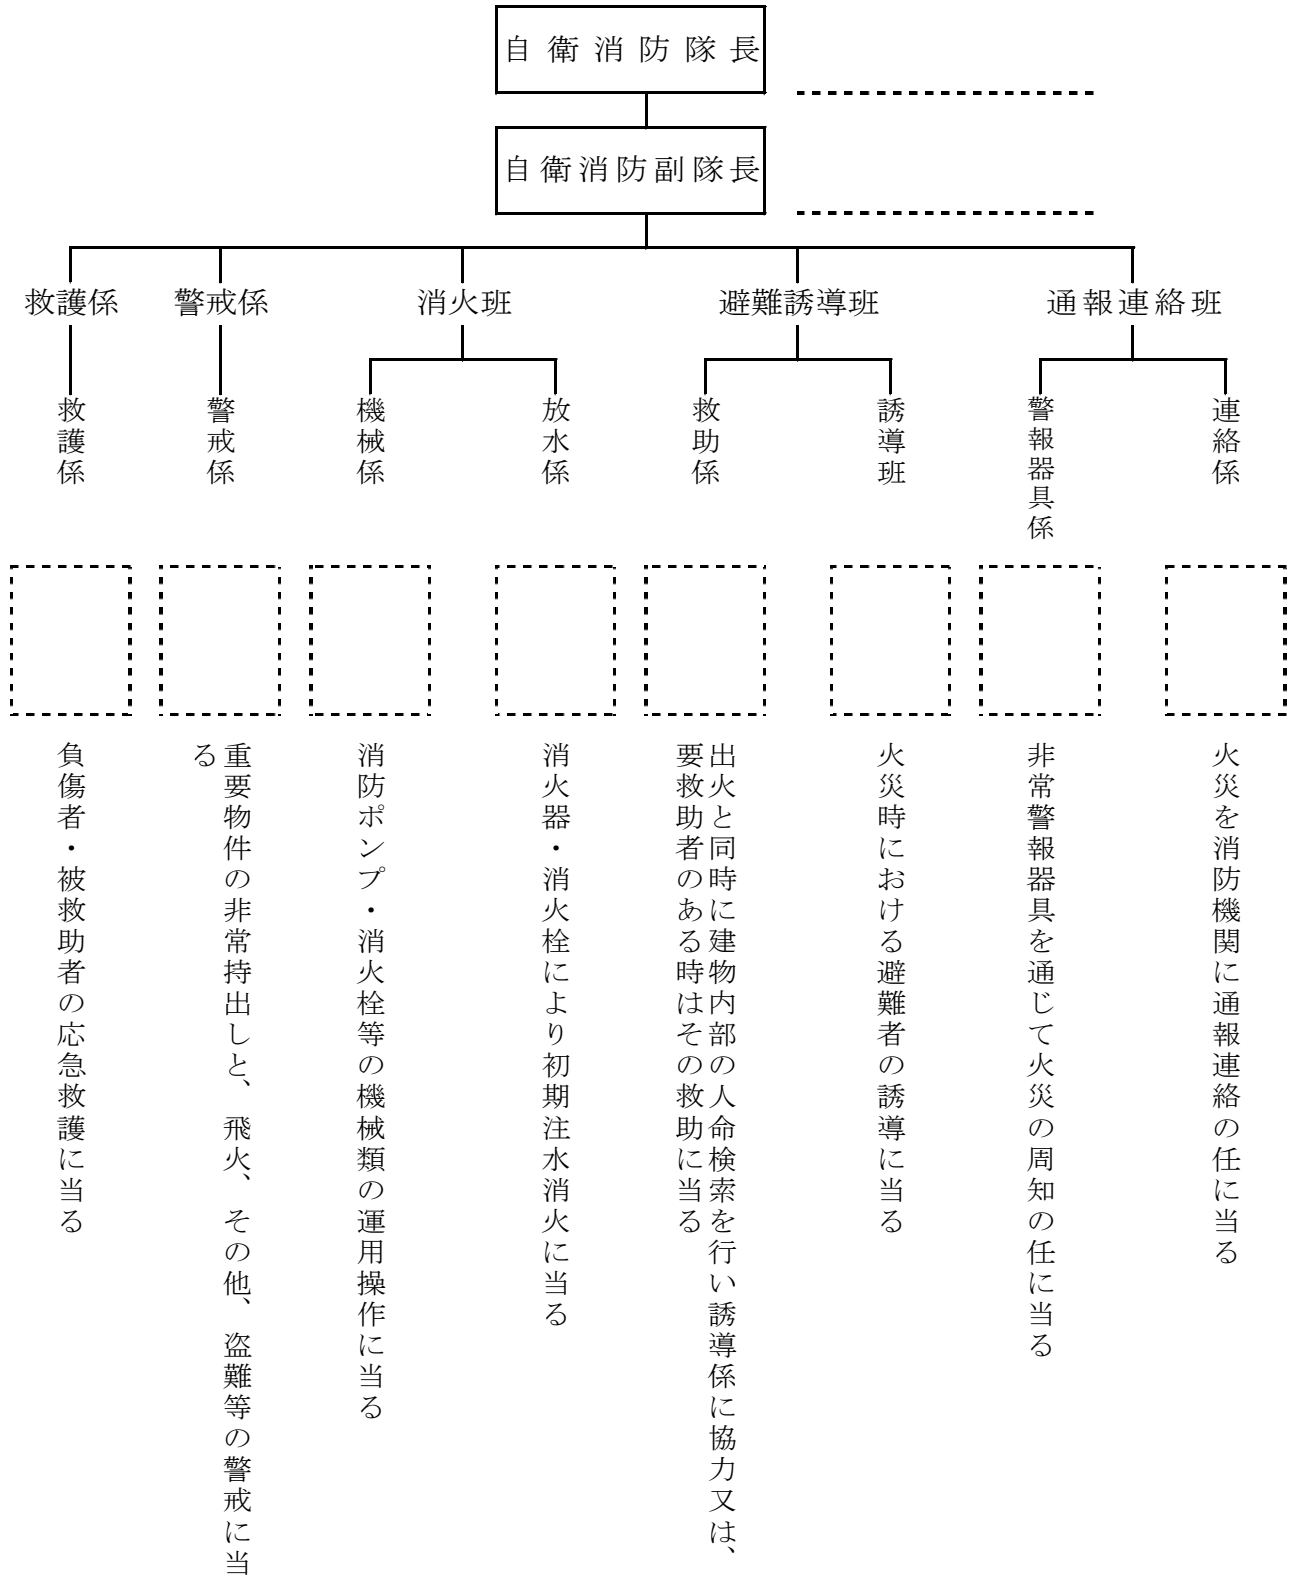 自衛消防隊長
自衛消防副隊長
救護係
警戒係
消火班
避難誘導班
通報連絡班
連絡係
警報器具係
誘導班
救助係
放水係
機械係
警戒係
救護係
火災を消防機関に通報連絡の任に当る
非常警報器具を通じて火災の周知の任に当る
火災時における避難者の誘導に当る
出火と同時に建物内部の人命検索を行い誘導係に協力又は、
要救助者のある時はその救助に当る
消火器・消火栓により初期注水消火に当る
消防ポンプ・消火栓等の機械類の運用操作に当る
重要物件の非常持出しと、飛火、その他、盗難等の警戒に当
る
負傷者・被救助者の応急救護に当る